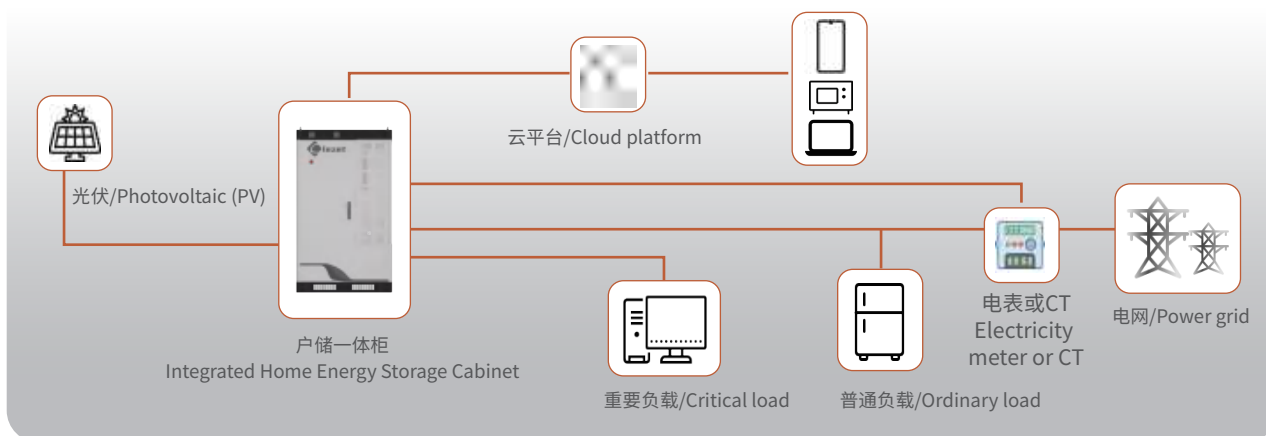 云平台/Cloud platform
光伏/Photovoltaic (PV)
户储一体柜
Integrated Home Energy Storage Cabinet
重要负载/Critical load
普通负载/Ordinary load
电表或CT
Electricity
meter or CT
电网/Power grid